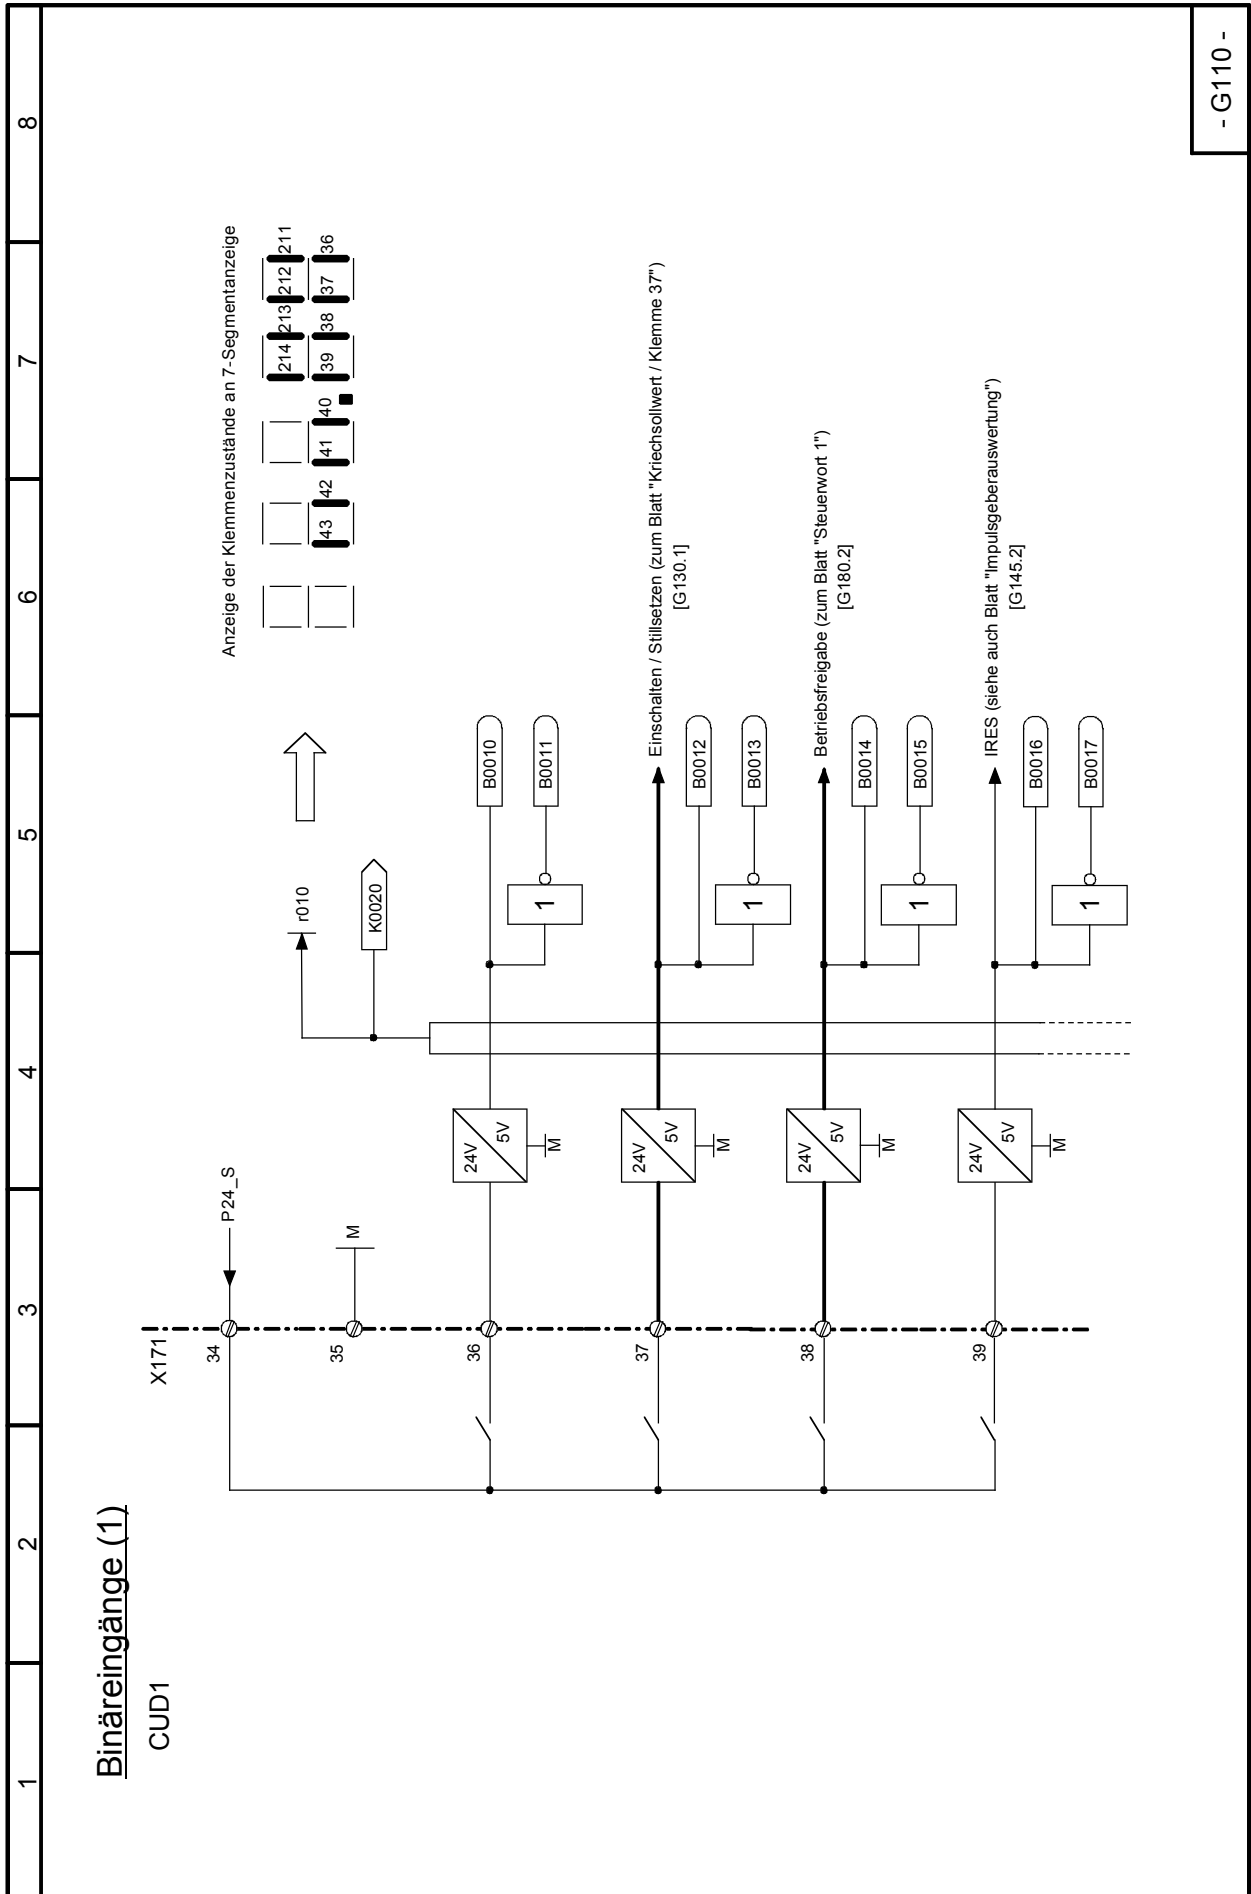 1 2 3 4 5 6 7 8
Binäreingänge (1)
CUD1
X171
34
P24_S
35
M
r010
K0020
Anzeige der Klemmenzustände an 7-Segmentanzeige
214 213 212 211
43 42 41 40 39 38 37 36
36
24V
5V
M
B0010
1
B0011
37
24V
5V
M
Einschalten / Stillsetzen (zum Blatt "Kriechsollwert / Klemme 37")
[G130.1]
B0012
1
B0013
38
24V
5V
M
Betriebsfreigabe (zum Blatt "Steuerwort 1")
[G180.2]
B0014
1
B0015
39
24V
5V
M
IRES (siehe auch Blatt "Impulsgeberauswertung")
[G145.2]
B0016
1
B0017
- G110 -